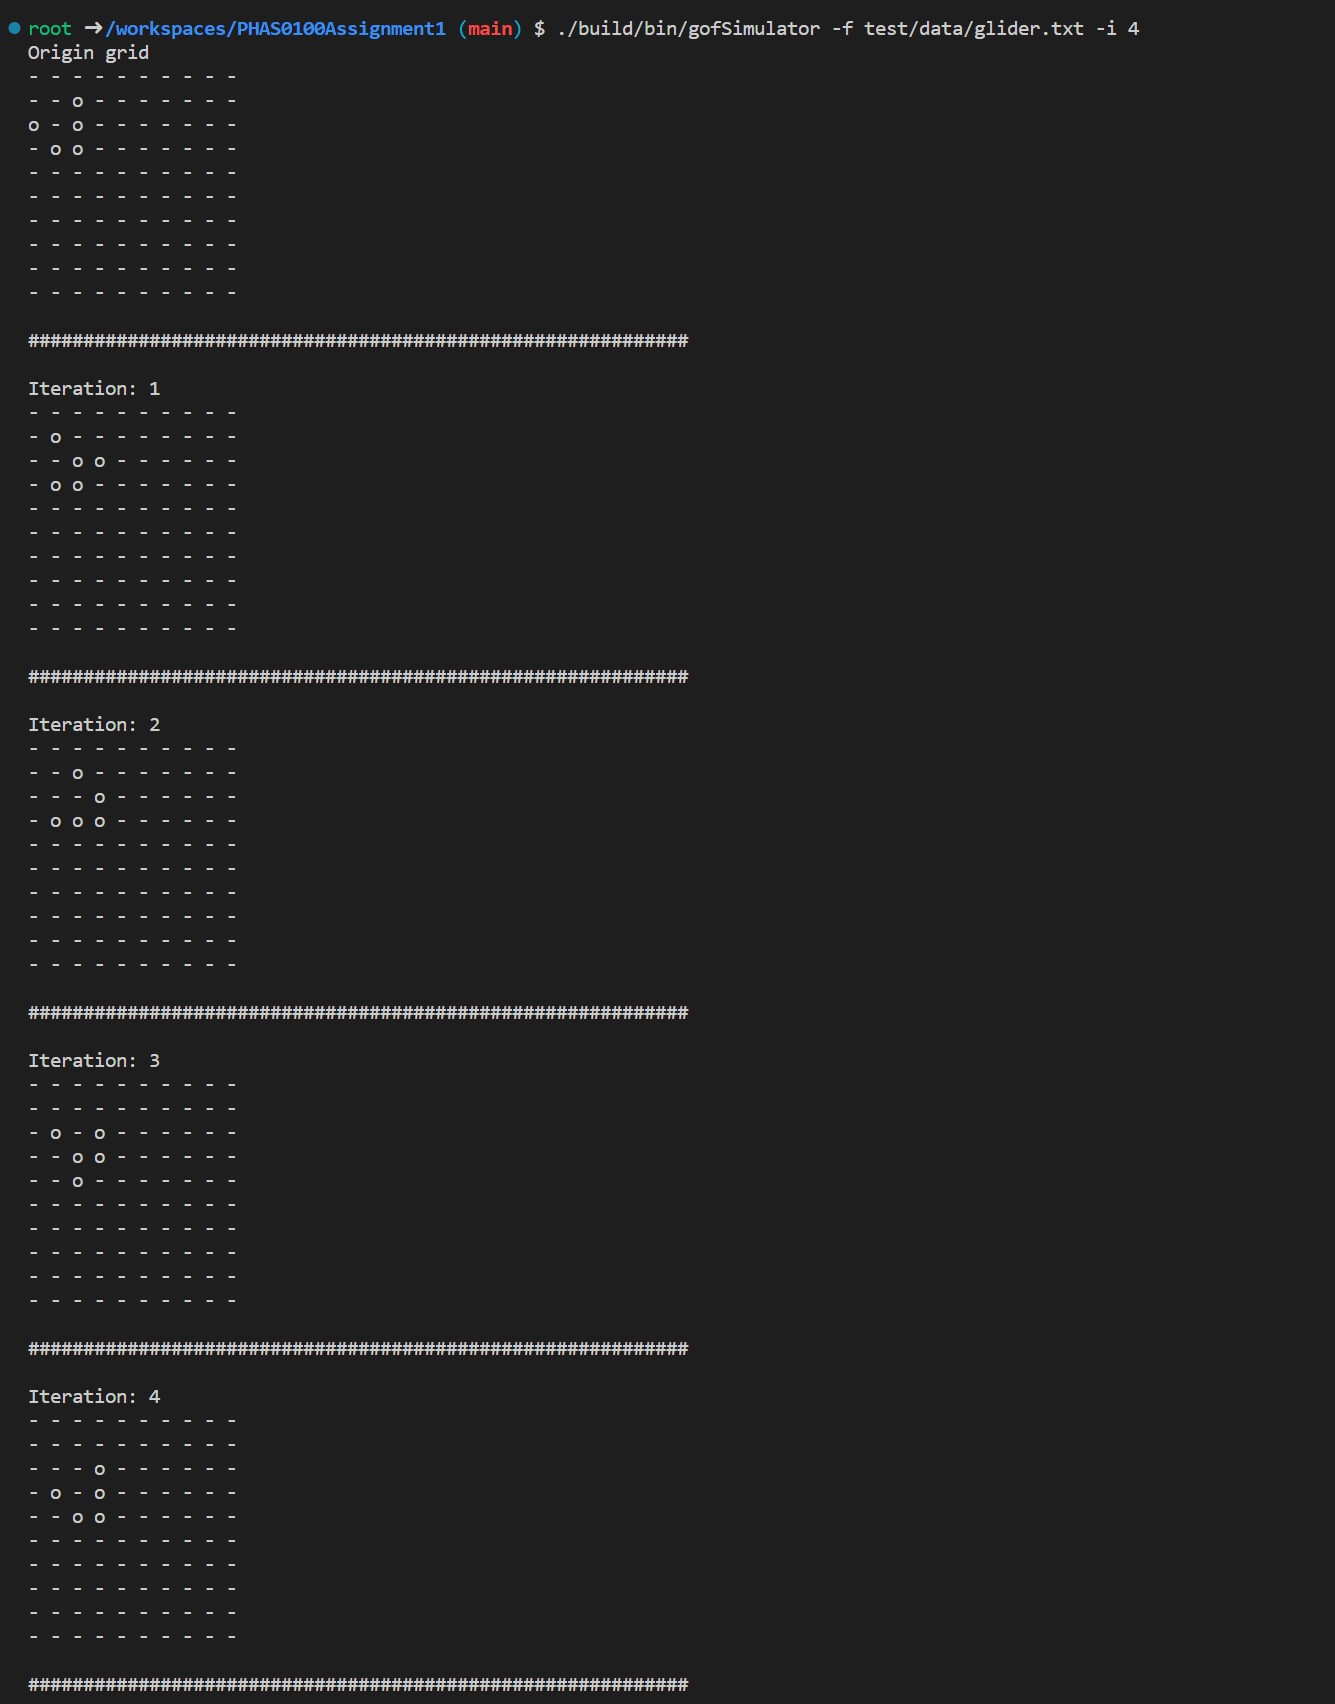 root ➜ /workspaces/PHAS0100Assignment1 (main) $ ./build/bin/gofSimulator -f test/data/glider.txt -i 4
Origin grid
- - - - - - - - - -
- - o - - - - - - -
o - o - - - - - - -
- o o - - - - - - -
- - - - - - - - - -
- - - - - - - - - -
- - - - - - - - - -
- - - - - - - - - -
- - - - - - - - - -
- - - - - - - - - -
############################################################
Iteration: 1
- - - - - - - - - -
- o - - - - - - - -
- - o o - - - - - -
- o o - - - - - - -
- - - - - - - - - -
- - - - - - - - - -
- - - - - - - - - -
- - - - - - - - - -
- - - - - - - - - -
- - - - - - - - - -
############################################################
Iteration: 2
- - - - - - - - - -
- - o - - - - - - -
- - - o - - - - - -
- o o o - - - - - -
- - - - - - - - - -
- - - - - - - - - -
- - - - - - - - - -
- - - - - - - - - -
- - - - - - - - - -
- - - - - - - - - -
############################################################
Iteration: 3
- - - - - - - - - -
- - - - - - - - - -
- o - o - - - - - -
- - o o - - - - - -
- - o - - - - - - -
- - - - - - - - - -
- - - - - - - - - -
- - - - - - - - - -
- - - - - - - - - -
- - - - - - - - - -
############################################################
Iteration: 4
- - - - - - - - - -
- - - - - - - - - -
- - - o - - - - - -
- o - o - - - - - -
- - o o - - - - - -
- - - - - - - - - -
- - - - - - - - - -
- - - - - - - - - -
- - - - - - - - - -
- - - - - - - - - -
############################################################